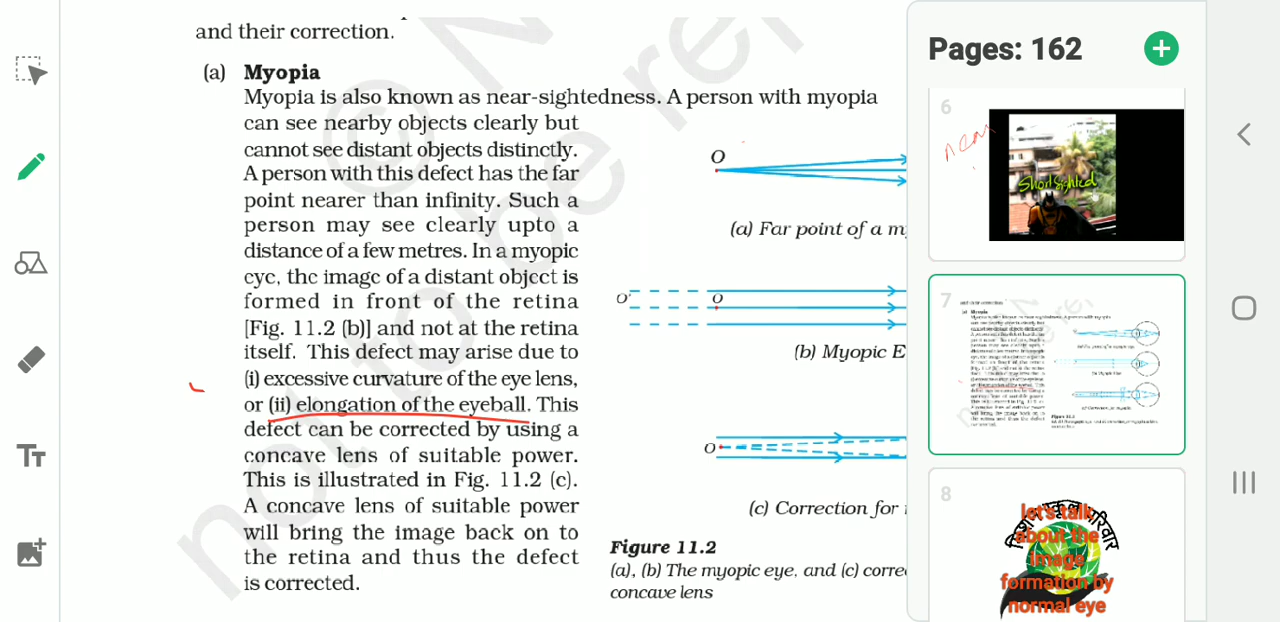 and their correction.
(a) Myopia
Myopia is also known as near-sightedness. A person with myopia
can see nearby objects clearly but
cannot see distant objects distinctly.
A person with this defect has the far
point nearer than infinity. Such a
person may see clearly upto a
distance of a few metres. In a myopic
eye, the image of a distant object is
formed in front of the retina
[Fig. 11.2 (b)] and not at the retina
itself. This defect may arise due to
(i) excessive curvature of the eye lens,
or (ii) elongation of the eyeball. This
defect can be corrected by using a
concave lens of suitable power.
This is illustrated in Fig. 11.2 (c).
A concave lens of suitable power
will bring the image back on to
the retina and thus the defect
is corrected.
O
(a) Far point of a m
O' O
(b) Myopic E
O
(c) Correction for
Figure 11.2
(a), (b) The myopic eye, and (c) corre
concave lens
©
not to be re
Tt
Pages: 162
6
near
Short Sighted
7
8
let's talk
about the
image
formation by
normal eye